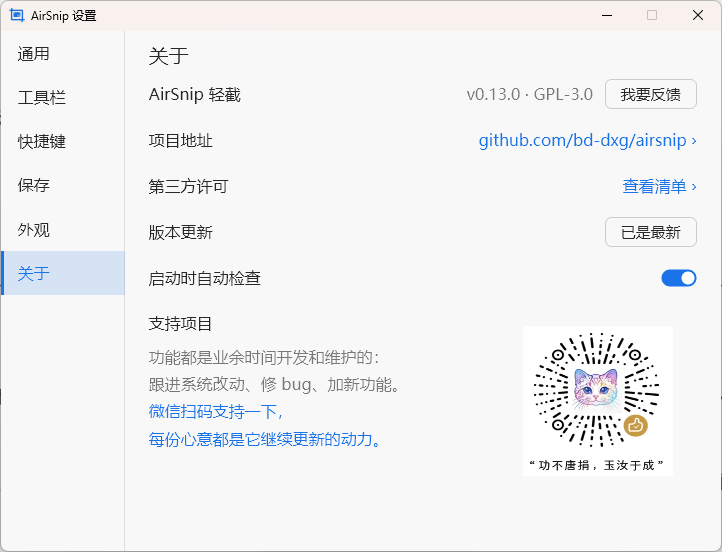 AirSnip 设置
通用
工具栏
快捷键
保存
外观
关于
关于
AirSnip 轻截
v0.13.0 · GPL-3.0
我要反馈
项目地址
github.com/bd-dxg/airsnip ›
第三方许可
查看清单 ›
版本更新
已是最新
启动时自动检查
支持项目
功能都是业余时间开发和维护的：
跟进系统改动、修 bug、加新功能。
微信扫码支持一下，
每份心意都是它继续更新的动力。
“功不唐捐，玉汝于成”